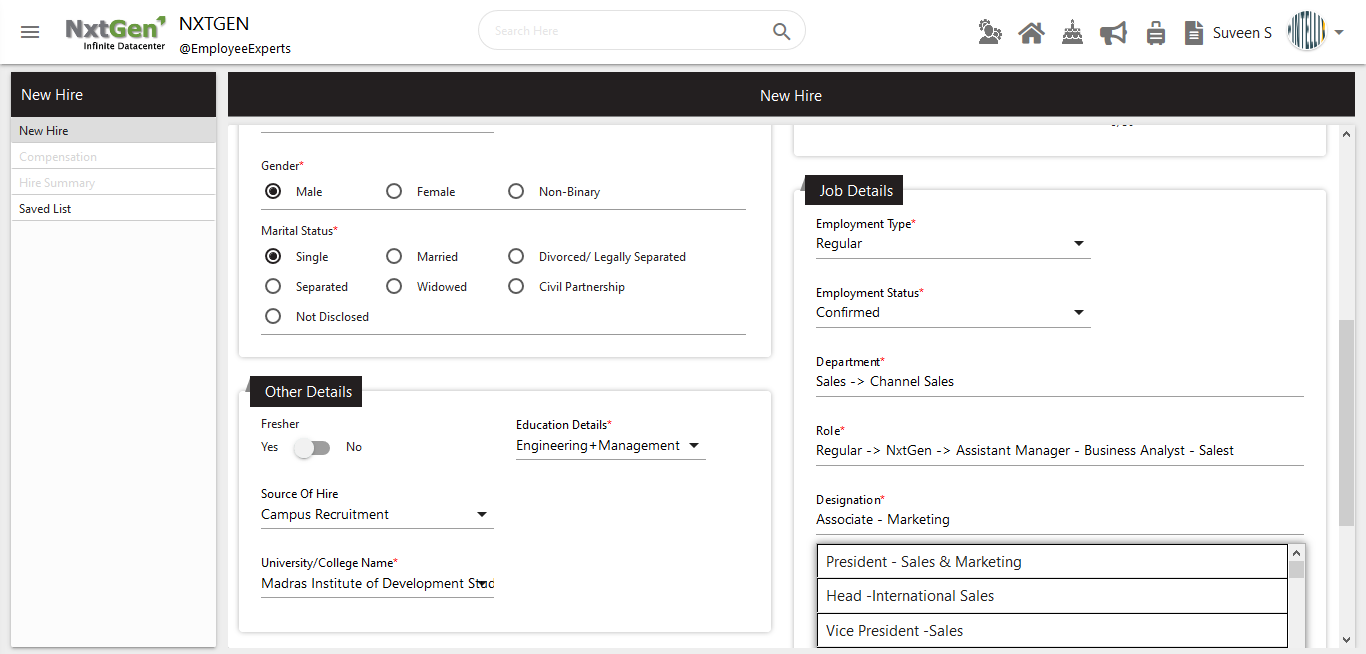 NxtGen
Infinite Datacenter
NXTGEN
@EmployeeExperts
Search Here
Suveen S
INTELI
New Hire
New Hire
Compensation
Hire Summary
Saved List
New Hire
Gender*
Male
Female
Non-Binary
Marital Status*
Single
Married
Divorced/ Legally Separated
Separated
Widowed
Civil Partnership
Not Disclosed
Other Details
Fresher
Yes
No
Education Details*
Engineering+Management
Source Of Hire
Campus Recruitment
University/College Name*
Madras Institute of Development Stud
Job Details
Employment Type*
Regular
Employment Status*
Confirmed
Department*
Sales -> Channel Sales
Role*
Regular -> NxtGen -> Assistant Manager - Business Analyst - Salest
Designation*
Associate - Marketing
President - Sales & Marketing
Head -International Sales
Vice President -Sales